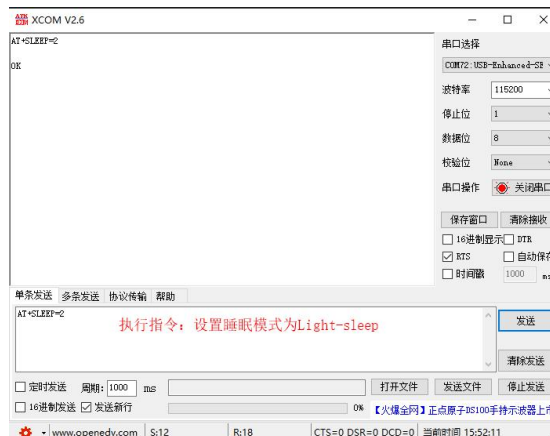 XCOM V2.6
AT+SLEEP=2
OK
串口选择
COM72:USB-Enhanced-SE
波特率 115200
停止位 1
数据位 8
校验位 None
串口操作 关闭串口
保存窗口 清除接收
16进制显示 DTR
RTS 自动保存
时间戳 1000 ms
单条发送 多条发送 协议传输 帮助
AT+SLEEP=2
执行指令：设置睡眠模式为Light-sleep
发送
清除发送
定时发送 周期: 1000 ms 打开文件 发送文件 停止发送
16进制发送 发送新行 0% 【火爆全网】正点原子DS100手持示波器上市
www.openedv.com S:12 R:18 CTS=0 DSR=0 DCD=0 当前时间 15:52:11